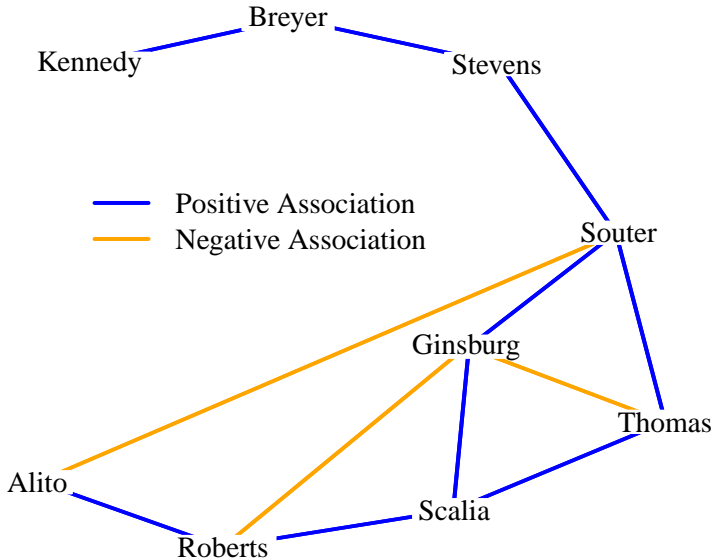 Breyer
Kennedy
Stevens
Positive Association
Negative Association
Souter
Ginsburg
Thomas
Alito
Scalia
Roberts